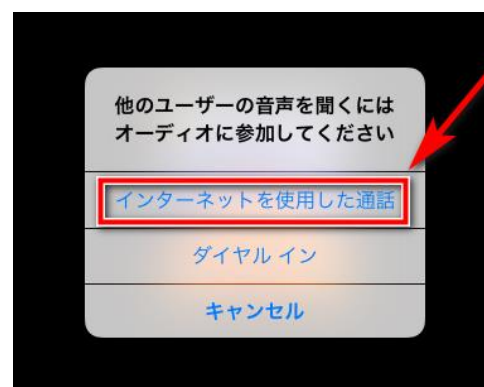 他のユーザーの音声を聞くには
オーディオに参加してください
インターネットを使用した通話
ダイヤル イン
キャンセル